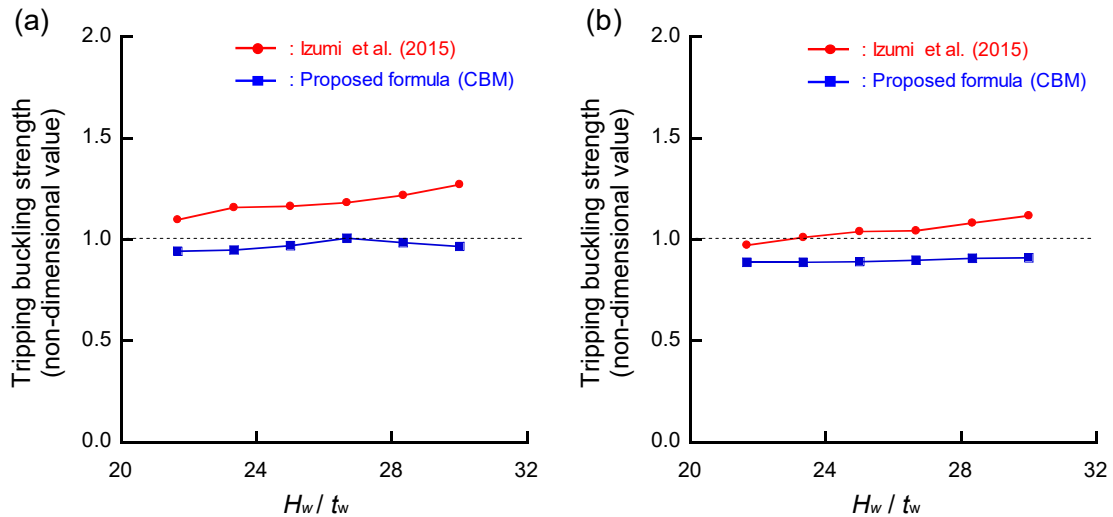 (a)
Tripping buckling strength
(non-dimensional value)
2.0
1.5
1.0
0.5
0.0
: Izumi et al. (2015)
: Proposed formula (CBM)
20
24
28
32
Hw / tw
(b)
Tripping buckling strength
(non-dimensional value)
2.0
1.5
1.0
0.5
0.0
: Izumi et al. (2015)
: Proposed formula (CBM)
20
24
28
32
Hw / tw